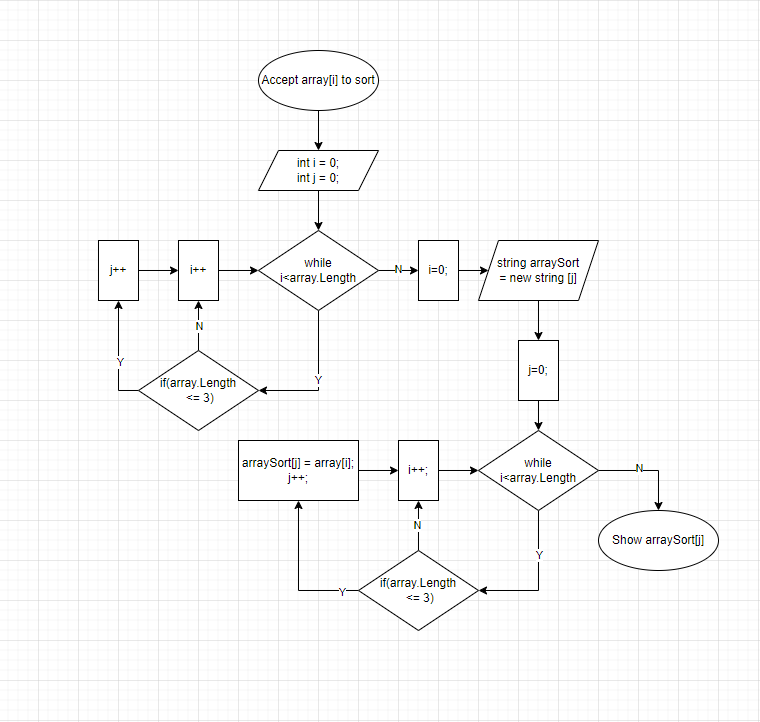 Accept array[i] to sort
int i = 0;
int j = 0;
j++
i++
while
i<array.Length
N
i=0;
string arraySort
= new string [j]
N
Y
Y
if(array.Length
<= 3)
j=0;
arraySort[j] = array[i];
j++;
i++;
while
i<array.Length
N
N
Y
Show arraySort[j]
if(array.Length
<= 3)
Y